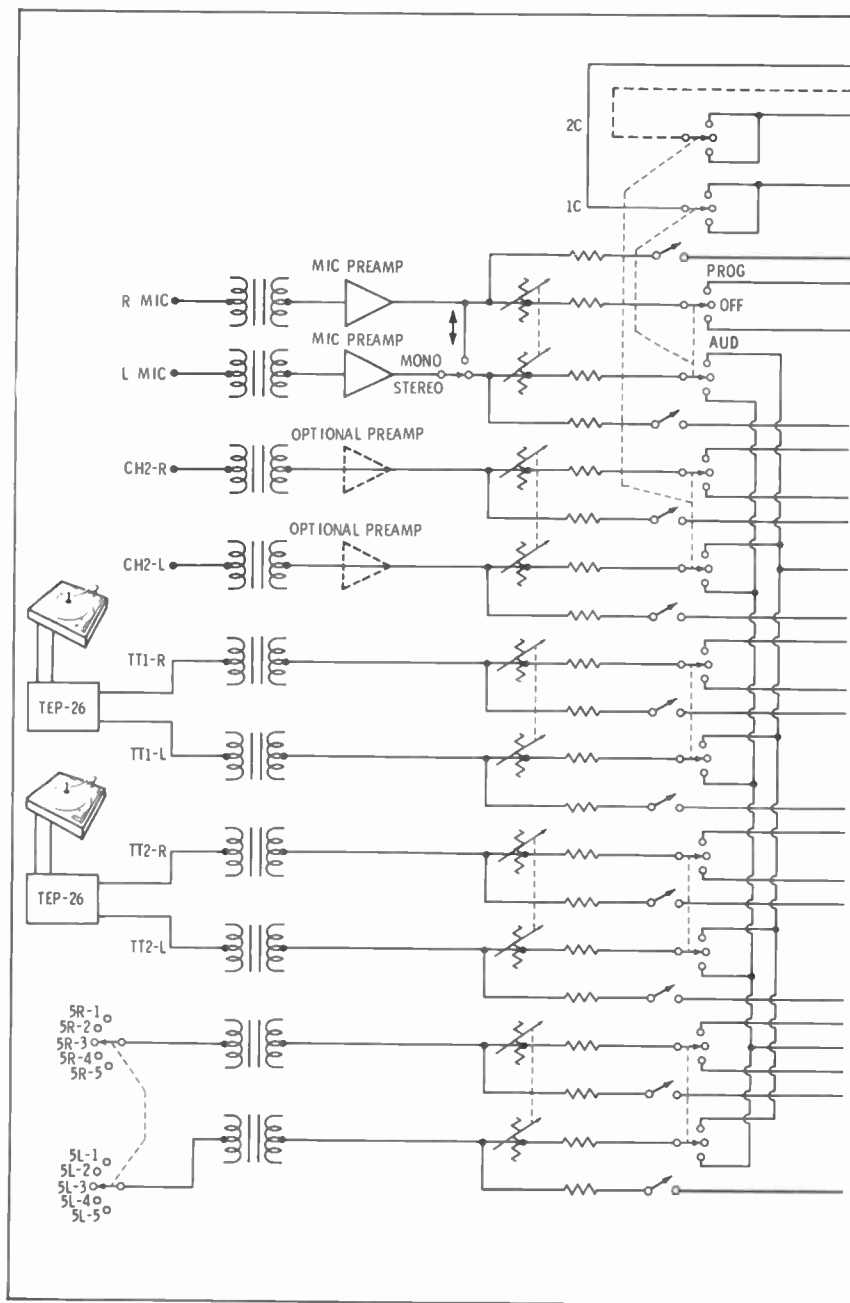 2C
1C
MIC PREAMP
PROG
R MIC
OFF
MIC PREAMP
AUD
MONO
L MIC
STEREO
OPTIONAL PREAMP
CH2-R
OPTIONAL PREAMP
CH2-L
1
TT1-R
TEP-26
TT1-L
1
TT2-R
TEP-26
TT2-L
5R-1
5R-2
5R-3
5R-4
5R-5
5L-1
5L-2
5L-3
5L-4
5L-5